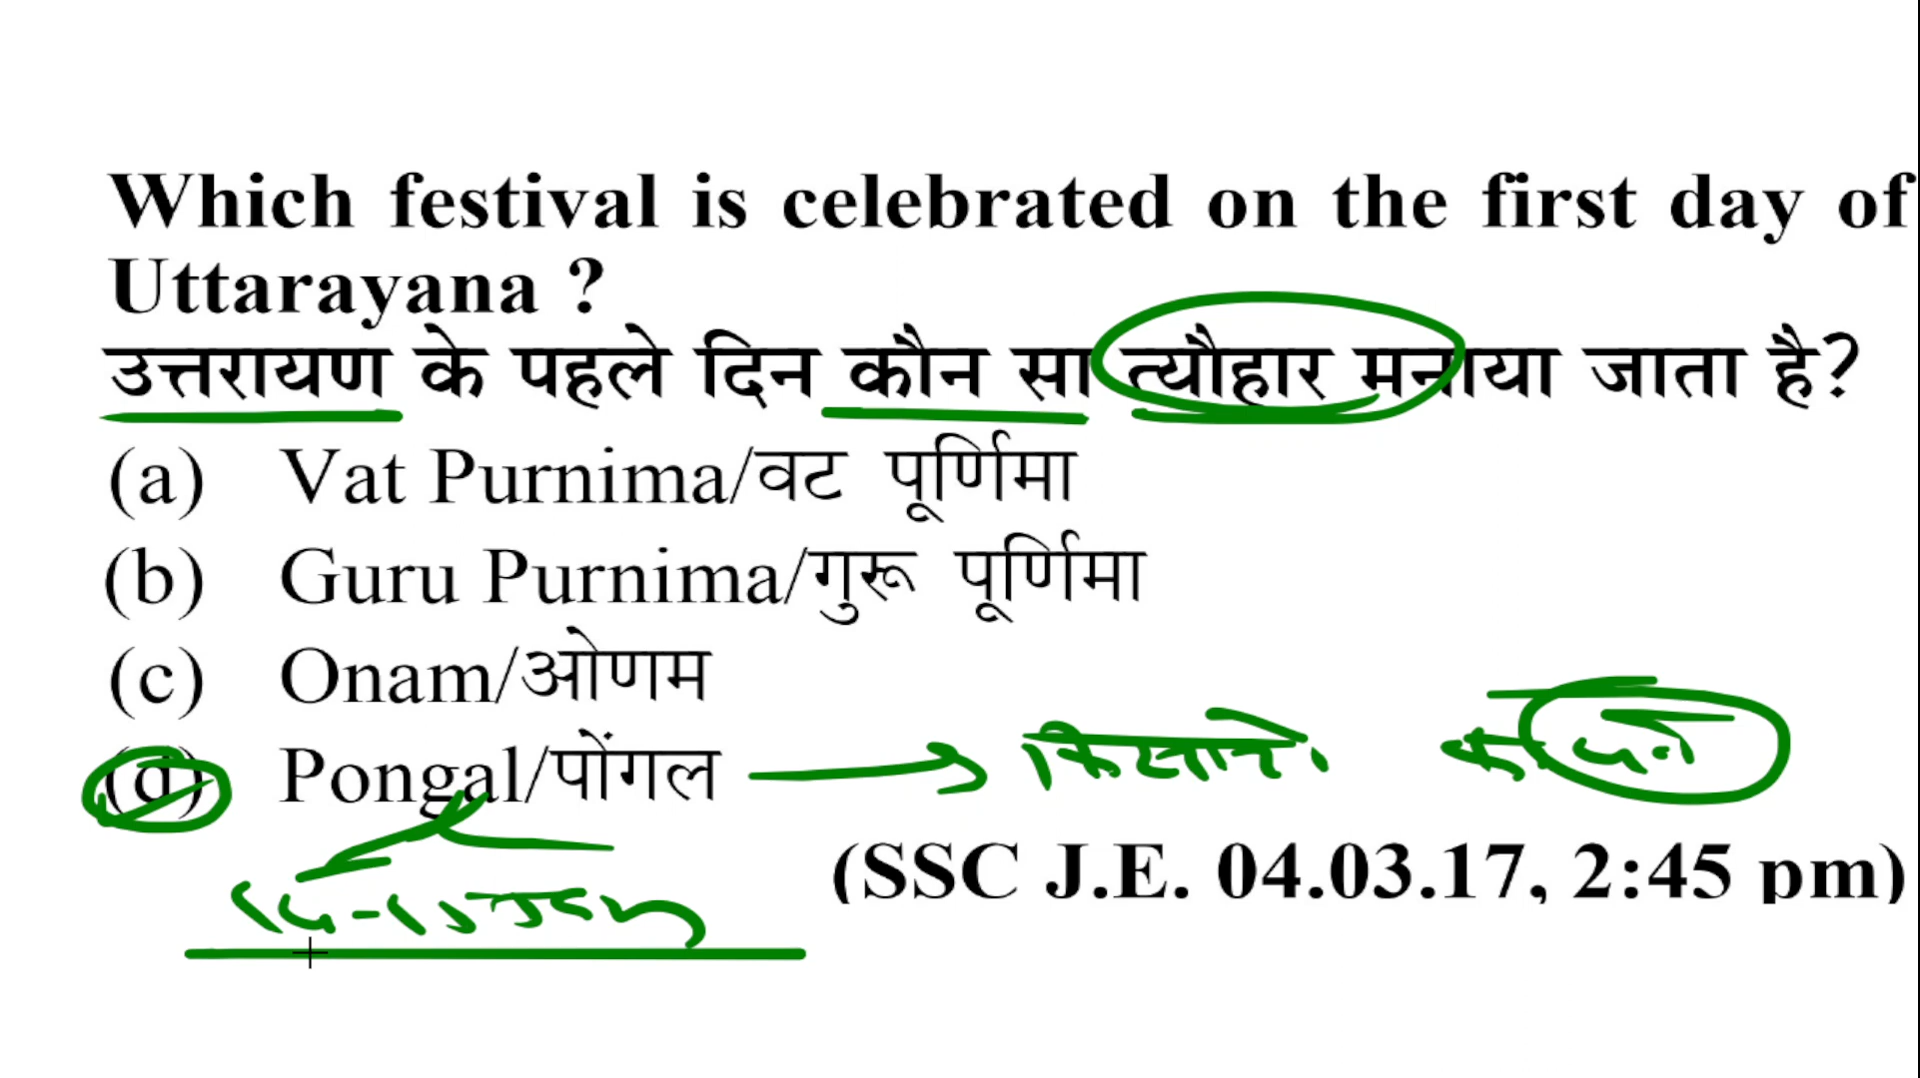 Which festival is celebrated on the first day of
Uttarayana ?
उत्तरायण के पहले दिन कौन सा त्यौहार मनाया जाता है?
(a) Vat Purnima/वट पूर्णिमा
(b) Guru Purnima/गुरू पूर्णिमा
(c) Onam/ओणम
(d) Pongal/पोंगल → किसानो का
(SSC J.E. 04.03.17, 2:45 pm)